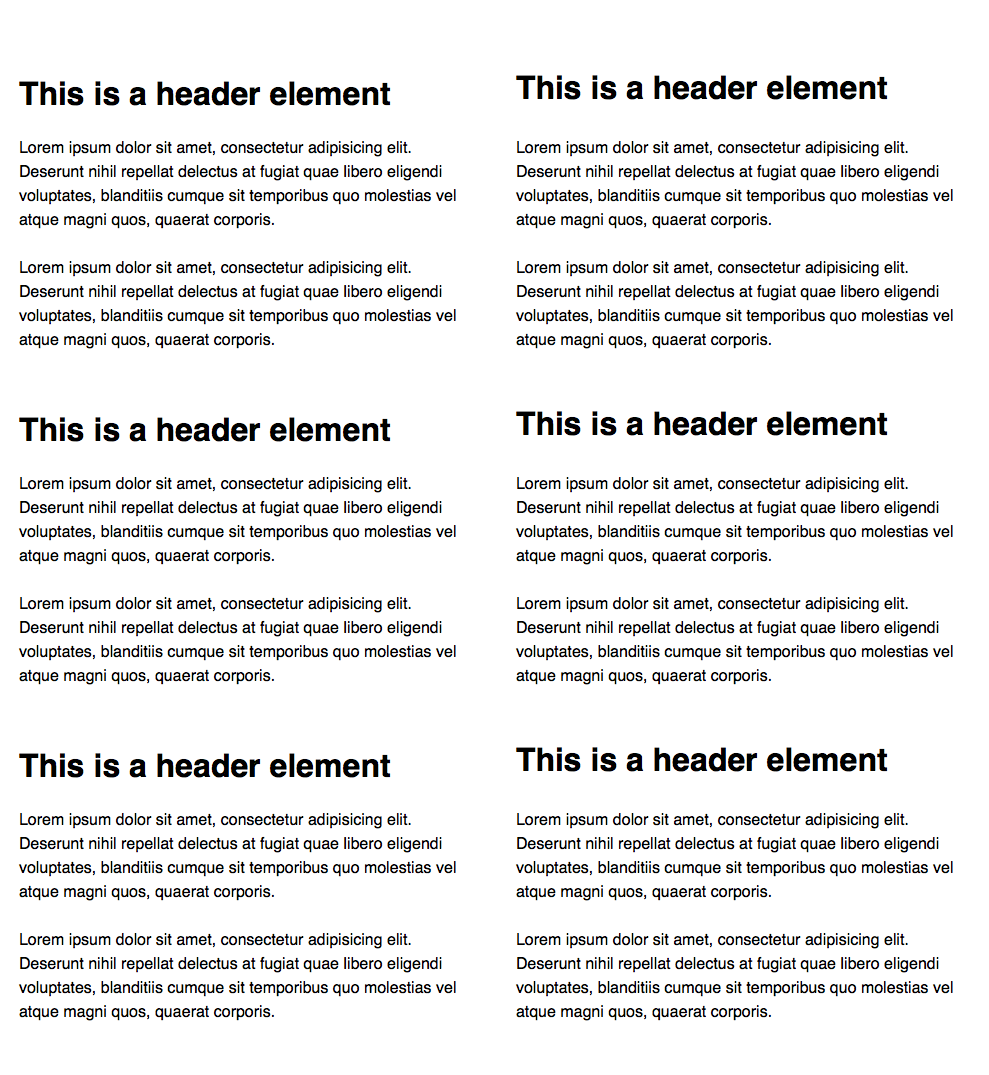 This is a header element
Lorem ipsum dolor sit amet, consectetur adipisicing elit.
Deserunt nihil repellat delectus at fugiat quae libero eligendi
voluptates, blanditiis cumque sit temporibus quo molestias vel
atque magni quos, quaerat corporis.
Lorem ipsum dolor sit amet, consectetur adipisicing elit.
Deserunt nihil repellat delectus at fugiat quae libero eligendi
voluptates, blanditiis cumque sit temporibus quo molestias vel
atque magni quos, quaerat corporis.
This is a header element
Lorem ipsum dolor sit amet, consectetur adipisicing elit.
Deserunt nihil repellat delectus at fugiat quae libero eligendi
voluptates, blanditiis cumque sit temporibus quo molestias vel
atque magni quos, quaerat corporis.
Lorem ipsum dolor sit amet, consectetur adipisicing elit.
Deserunt nihil repellat delectus at fugiat quae libero eligendi
voluptates, blanditiis cumque sit temporibus quo molestias vel
atque magni quos, quaerat corporis.
This is a header element
Lorem ipsum dolor sit amet, consectetur adipisicing elit.
Deserunt nihil repellat delectus at fugiat quae libero eligendi
voluptates, blanditiis cumque sit temporibus quo molestias vel
atque magni quos, quaerat corporis.
Lorem ipsum dolor sit amet, consectetur adipisicing elit.
Deserunt nihil repellat delectus at fugiat quae libero eligendi
voluptates, blanditiis cumque sit temporibus quo molestias vel
atque magni quos, quaerat corporis.
This is a header element
Lorem ipsum dolor sit amet, consectetur adipisicing elit.
Deserunt nihil repellat delectus at fugiat quae libero eligendi
voluptates, blanditiis cumque sit temporibus quo molestias vel
atque magni quos, quaerat corporis.
Lorem ipsum dolor sit amet, consectetur adipisicing elit.
Deserunt nihil repellat delectus at fugiat quae libero eligendi
voluptates, blanditiis cumque sit temporibus quo molestias vel
atque magni quos, quaerat corporis.
This is a header element
Lorem ipsum dolor sit amet, consectetur adipisicing elit.
Deserunt nihil repellat delectus at fugiat quae libero eligendi
voluptates, blanditiis cumque sit temporibus quo molestias vel
atque magni quos, quaerat corporis.
Lorem ipsum dolor sit amet, consectetur adipisicing elit.
Deserunt nihil repellat delectus at fugiat quae libero eligendi
voluptates, blanditiis cumque sit temporibus quo molestias vel
atque magni quos, quaerat corporis.
This is a header element
Lorem ipsum dolor sit amet, consectetur adipisicing elit.
Deserunt nihil repellat delectus at fugiat quae libero eligendi
voluptates, blanditiis cumque sit temporibus quo molestias vel
atque magni quos, quaerat corporis.
Lorem ipsum dolor sit amet, consectetur adipisicing elit.
Deserunt nihil repellat delectus at fugiat quae libero eligendi
voluptates, blanditiis cumque sit temporibus quo molestias vel
atque magni quos, quaerat corporis.